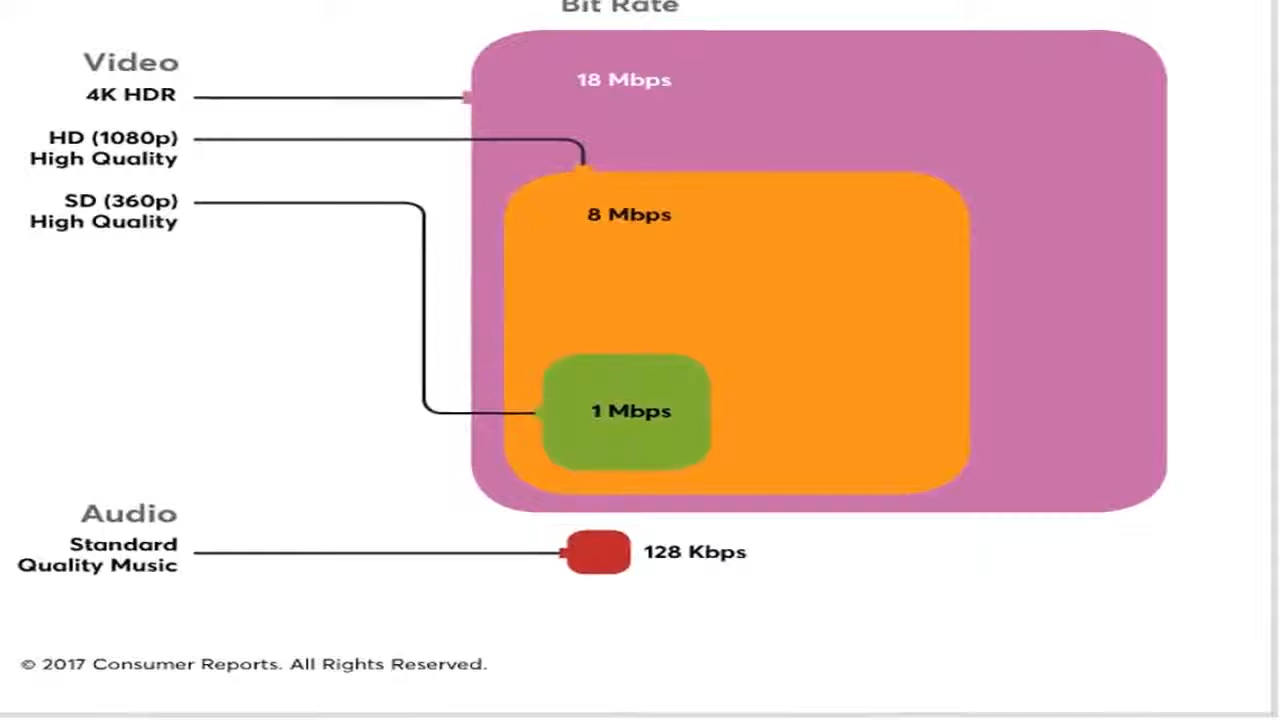 Bit Rate
Video
4K HDR
18 Mbps
HD (1080p)
High Quality
SD (360p)
High Quality
8 Mbps
1 Mbps
Audio
Standard
Quality Music
128 Kbps
© 2017 Consumer Reports. All Rights Reserved.